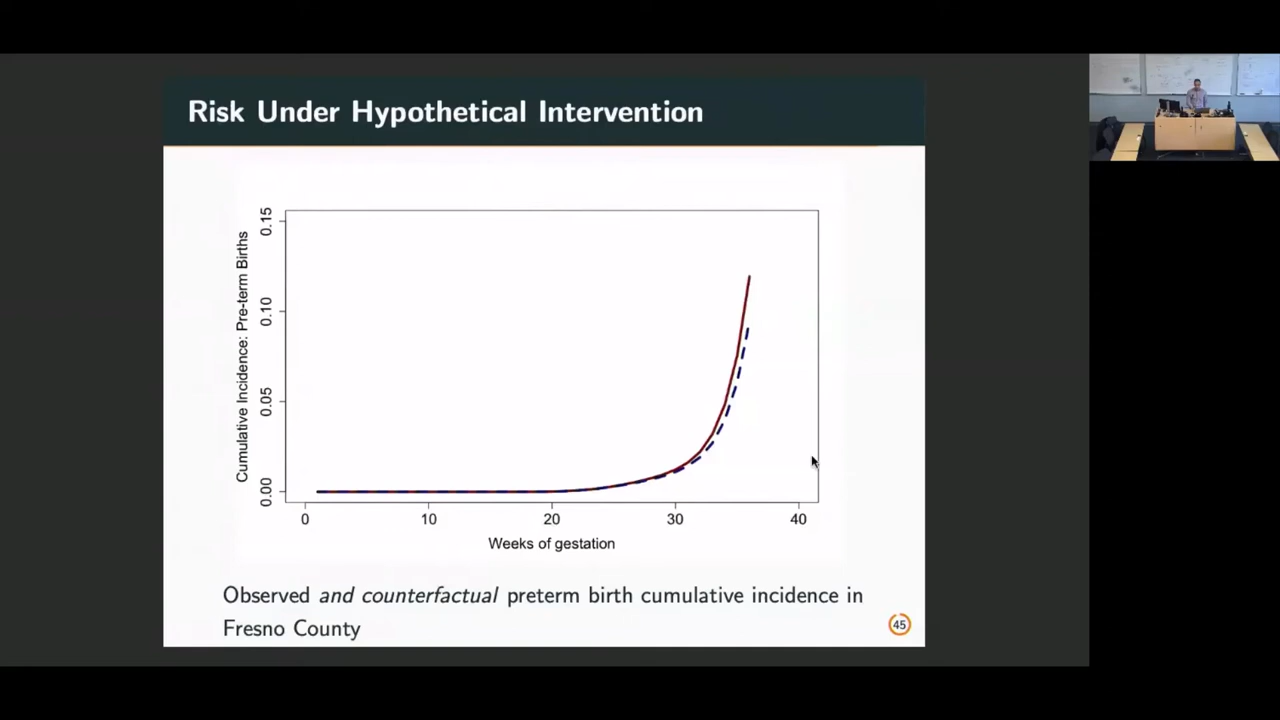 Risk Under Hypothetical Intervention
Cumulative Incidence: Pre-term Births
0.15
0.10
0.05
0.00
0 10 20 30 40
Weeks of gestation
Observed and counterfactual preterm birth cumulative incidence in
Fresno County
45